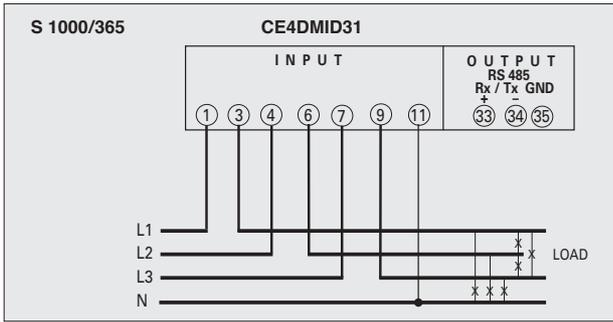 S 1000/365 CE4DMID31
INPUT OUTPUT
RS 485
Rx / Tx GND
+ –
1 3 4 6 7 9 11 33 34 35
L1
L2 LOAD
L3
N